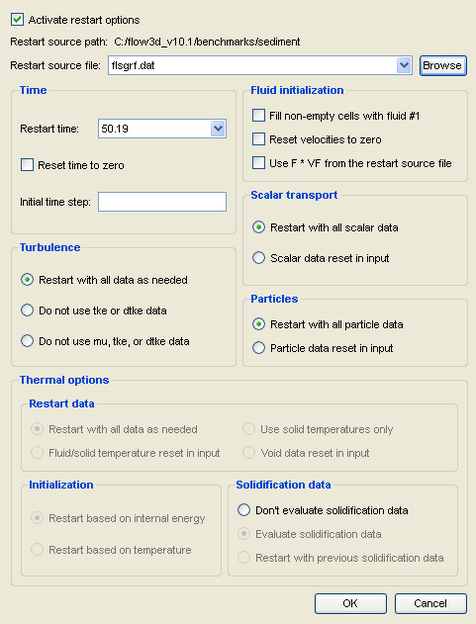 Activate restart options
Restart source path: C:/flow3d_v10.1/benchmarks/sediment
Restart source file: flsgrf.dat Browse
Time
Restart time: 50.19
Reset time to zero
Initial time step:
Fluid initialization
Fill non-empty cells with fluid #1
Reset velocities to zero
Use F * VF from the restart source file
Scalar transport
Restart with all scalar data
Scalar data reset in input
Turbulence
Restart with all data as needed
Do not use tke or dtke data
Do not use mu, tke, or dtke data
Particles
Restart with all particle data
Particle data reset in input
Thermal options
Restart data
Restart with all data as needed Use solid temperatures only
Fluid/solid temperature reset in input Void data reset in input
Initialization
Restart based on internal energy
Restart based on temperature
Solidification data
Don't evaluate solidification data
Evaluate solidification data
Restart with previous solidification data
OK Cancel